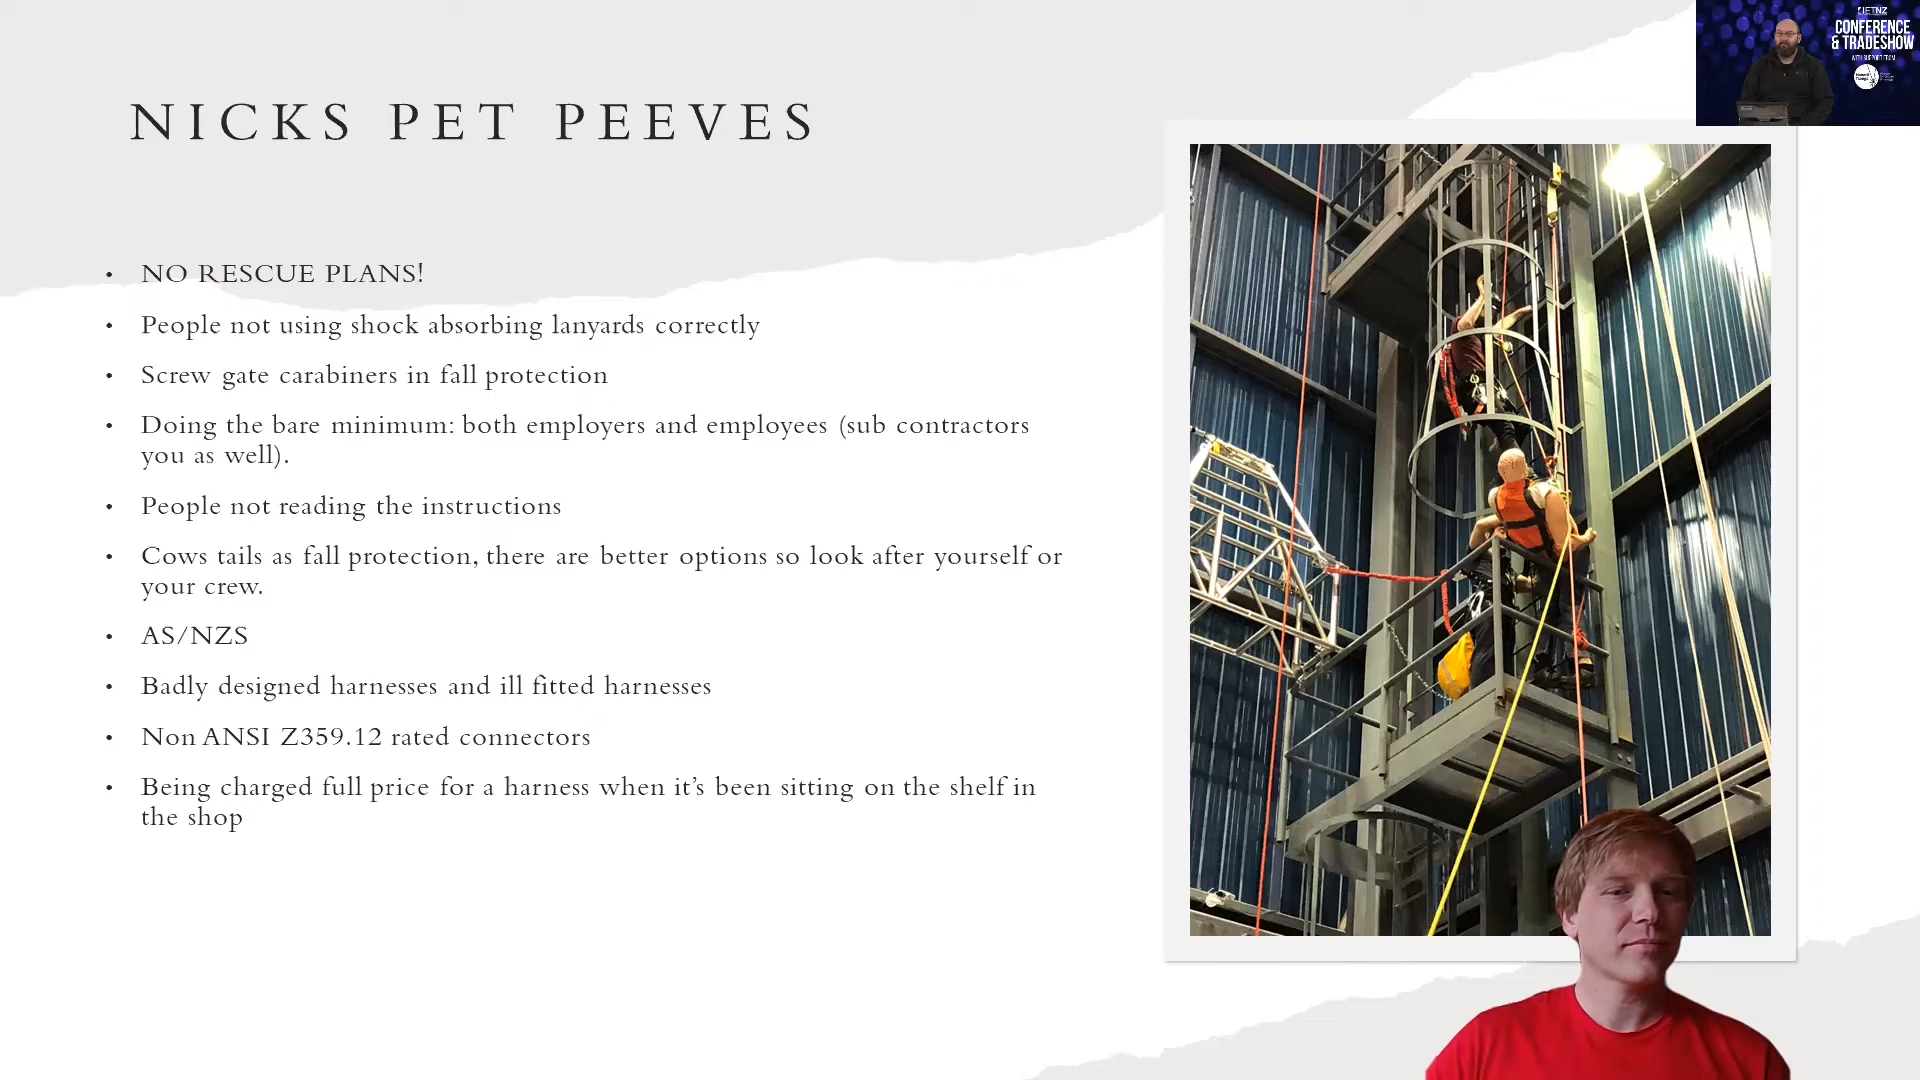 NICKS PET PEEVES
• NO RESCUE PLANS!
• People not using shock absorbing lanyards correctly
• Screw gate carabiners in fall protection
• Doing the bare minimum: both employers and employees (sub contractors
you as well).
• People not reading the instructions
• Cows tails as fall protection, there are better options so look after yourself or
your crew.
• AS/NZS
• Badly designed harnesses and ill fitted harnesses
• Non ANSI Z359.12 rated connectors
• Being charged full price for a harness when it’s been sitting on the shelf in
the shop
ETNZ
CONFERENCE
& TRADESHOW
WITH SUPPORT FROM